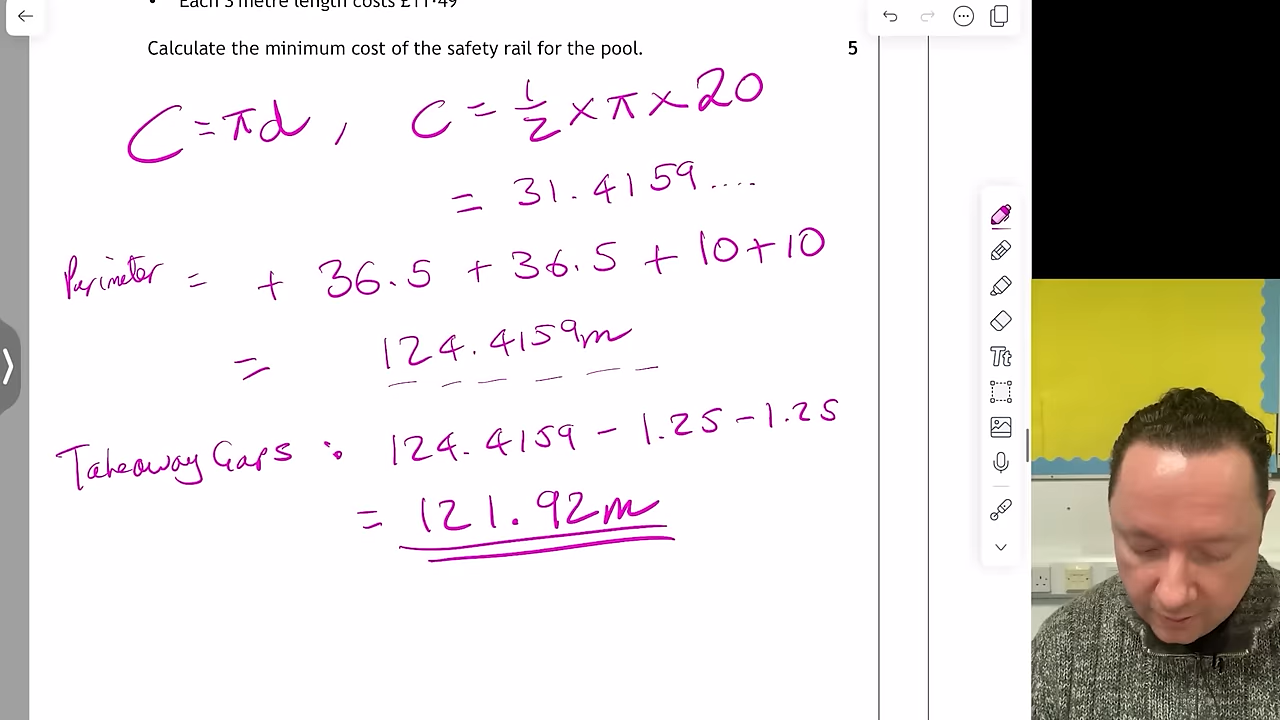 • Each 3 metre length costs £11·49
Calculate the minimum cost of the safety rail for the pool. 5
C = πd , C = 1/2 × π × 20
= 31.4159....
Perimeter = + 36.5 + 36.5 + 10 + 10
= 124.4159m
Takeaway Gaps : 124.4159 - 1.25 - 1.25
= 121.92m
Tt